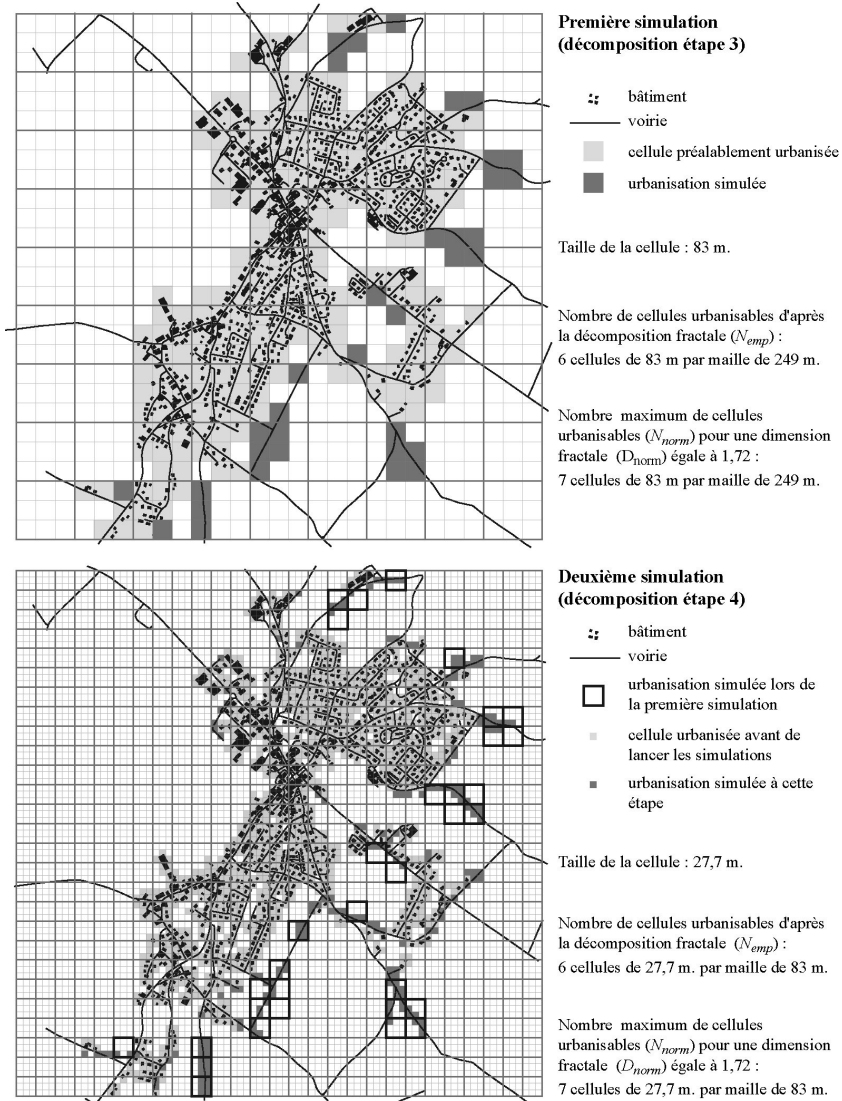 Première simulation
(décomposition étape 3)
bâtiment
voirie
cellule préalablement urbanisée
urbanisation simulée
Taille de la cellule : 83 m.
Nombre de cellules urbanisables d'après
la décomposition fractale (Nemp) :
6 cellules de 83 m par maille de 249 m.
Nombre maximum de cellules
urbanisables (Nnorm) pour une dimension
fractale (Dnorm) égale à 1,72 :
7 cellules de 83 m par maille de 249 m.
Deuxième simulation
(décomposition étape 4)
bâtiment
voirie
urbanisation simulée lors de
la première simulation
cellule urbanisée avant de
lancer les simulations
urbanisation simulée à cette
étape
Taille de la cellule : 27,7 m.
Nombre de cellules urbanisables d'après
la décomposition fractale (Nemp) :
6 cellules de 27,7 m. par maille de 83 m.
Nombre maximum de cellules
urbanisables (Nnorm) pour une dimension
fractale (Dnorm) égale à 1,72 :
7 cellules de 27,7 m. par maille de 83 m.